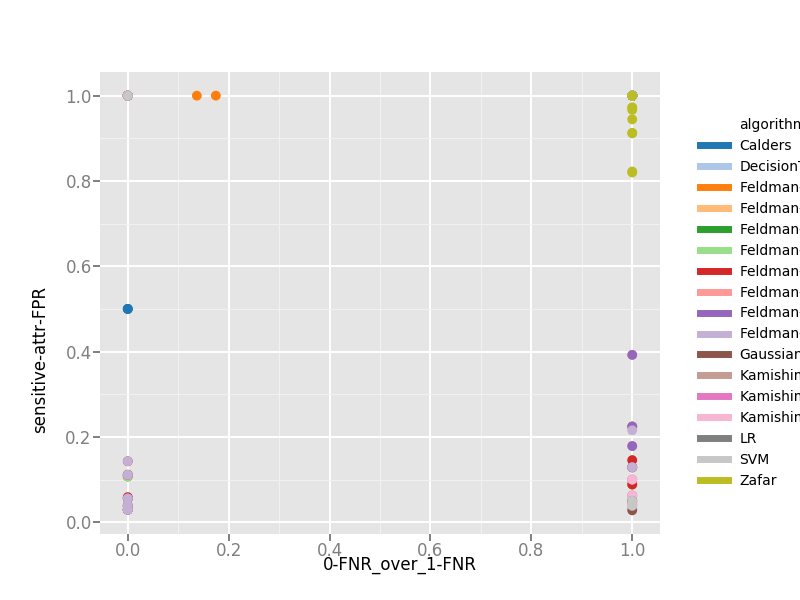 1.0
0.8
0.6
0.4
0.2
0.0
sensitive-attr-FPR
0.0 0.2 0.4 0.6 0.8 1.0
0-FNR_over_1-FNR
algorithm
Calders
DecisionT
Feldman-
Feldman-
Feldman-
Feldman-
Feldman-
Feldman-
Feldman-
Feldman-
Gaussian
Kamishin
Kamishin
Kamishin
LR
SVM
Zafar